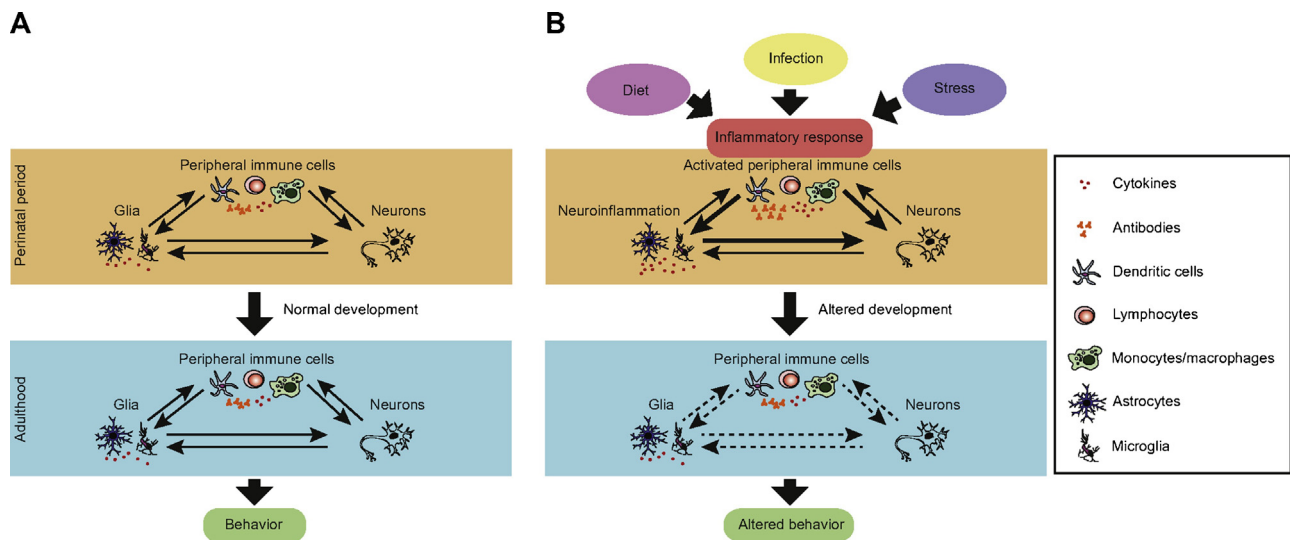 A
Perinatal period
Peripheral immune cells
Glia
Neurons
Normal development
Adulthood
Peripheral immune cells
Glia
Neurons
Behavior
B
Infection
Diet
Stress
Inflammatory response
Activated peripheral immune cells
Neuroinflammation
Neurons
Altered development
Peripheral immune cells
Glia
Neurons
Altered behavior
Cytokines
Antibodies
Dendritic cells
Lymphocytes
Monocytes/macrophages
Astrocytes
Microglia